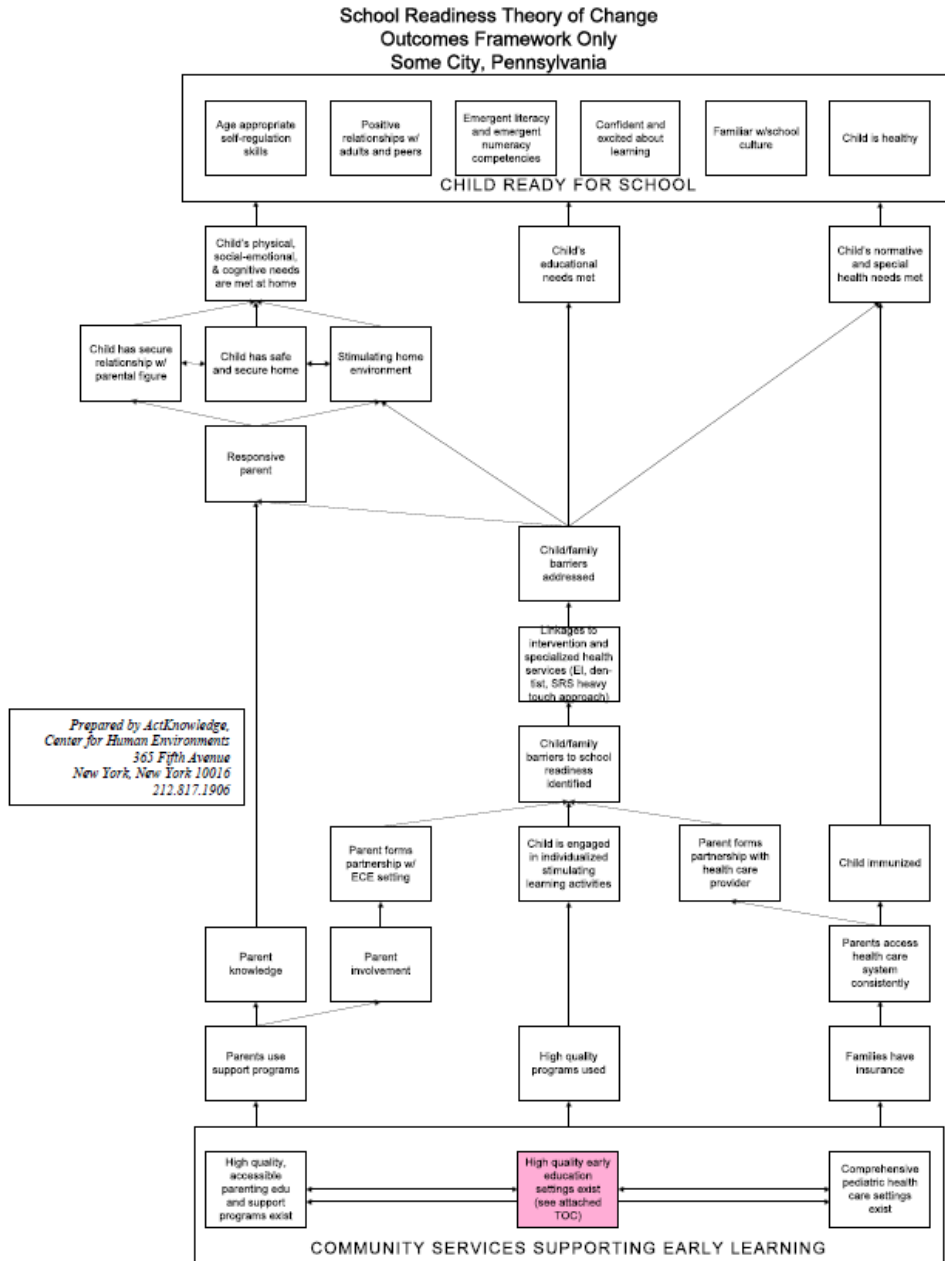 School Readiness Theory of Change
Outcomes Framework Only
Some City, Pennsylvania
Age appropriate
self-regulation
skills
Positive
relationships w/
adults and peers
Emergent literacy
and emergent
numeracy
competencies
Confident and
excited about
learning
Familiar w/school
culture
Child is healthy
CHILD READY FOR SCHOOL
Child's physical,
social-emotional,
& cognitive needs
are met at home
Child's
educational
needs met
Child's normative
and special
health needs met
Child has secure
relationship w/
parental figure
Child has safe
and secure home
Stimulating home
environment
Responsive
parent
Child/family
barriers
addressed
Linkages to
intervention and
specialized health
services (EI, den-
tist, SRS heavy
touch approach)
Prepared by ActKnowledge,
Center for Human Environments
365 Fifth Avenue
New York, New York 10016
212.817.1906
Child/family
barriers to school
readiness
identified
Parent forms
partnership w/
ECE setting
Child is engaged
in individualized
stimulating
learning activities
Parent forms
partnership with
health care
provider
Child immunized
Parent
knowledge
Parent
involvement
Parents access
health care
system
consistently
Parents use
support programs
High quality
programs used
Families have
insurance
High quality,
accessible
parenting edu
and support
programs exist
High quality early
education
settings exist
(see attached
TOC)
Comprehensive
pediatric health
care settings
exist
COMMUNITY SERVICES SUPPORTING EARLY LEARNING